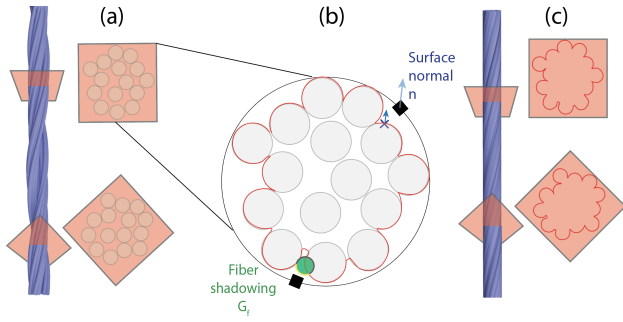 (a)
(b)
(c)
Surface
normal
n
Fiber
shadowing
G_f